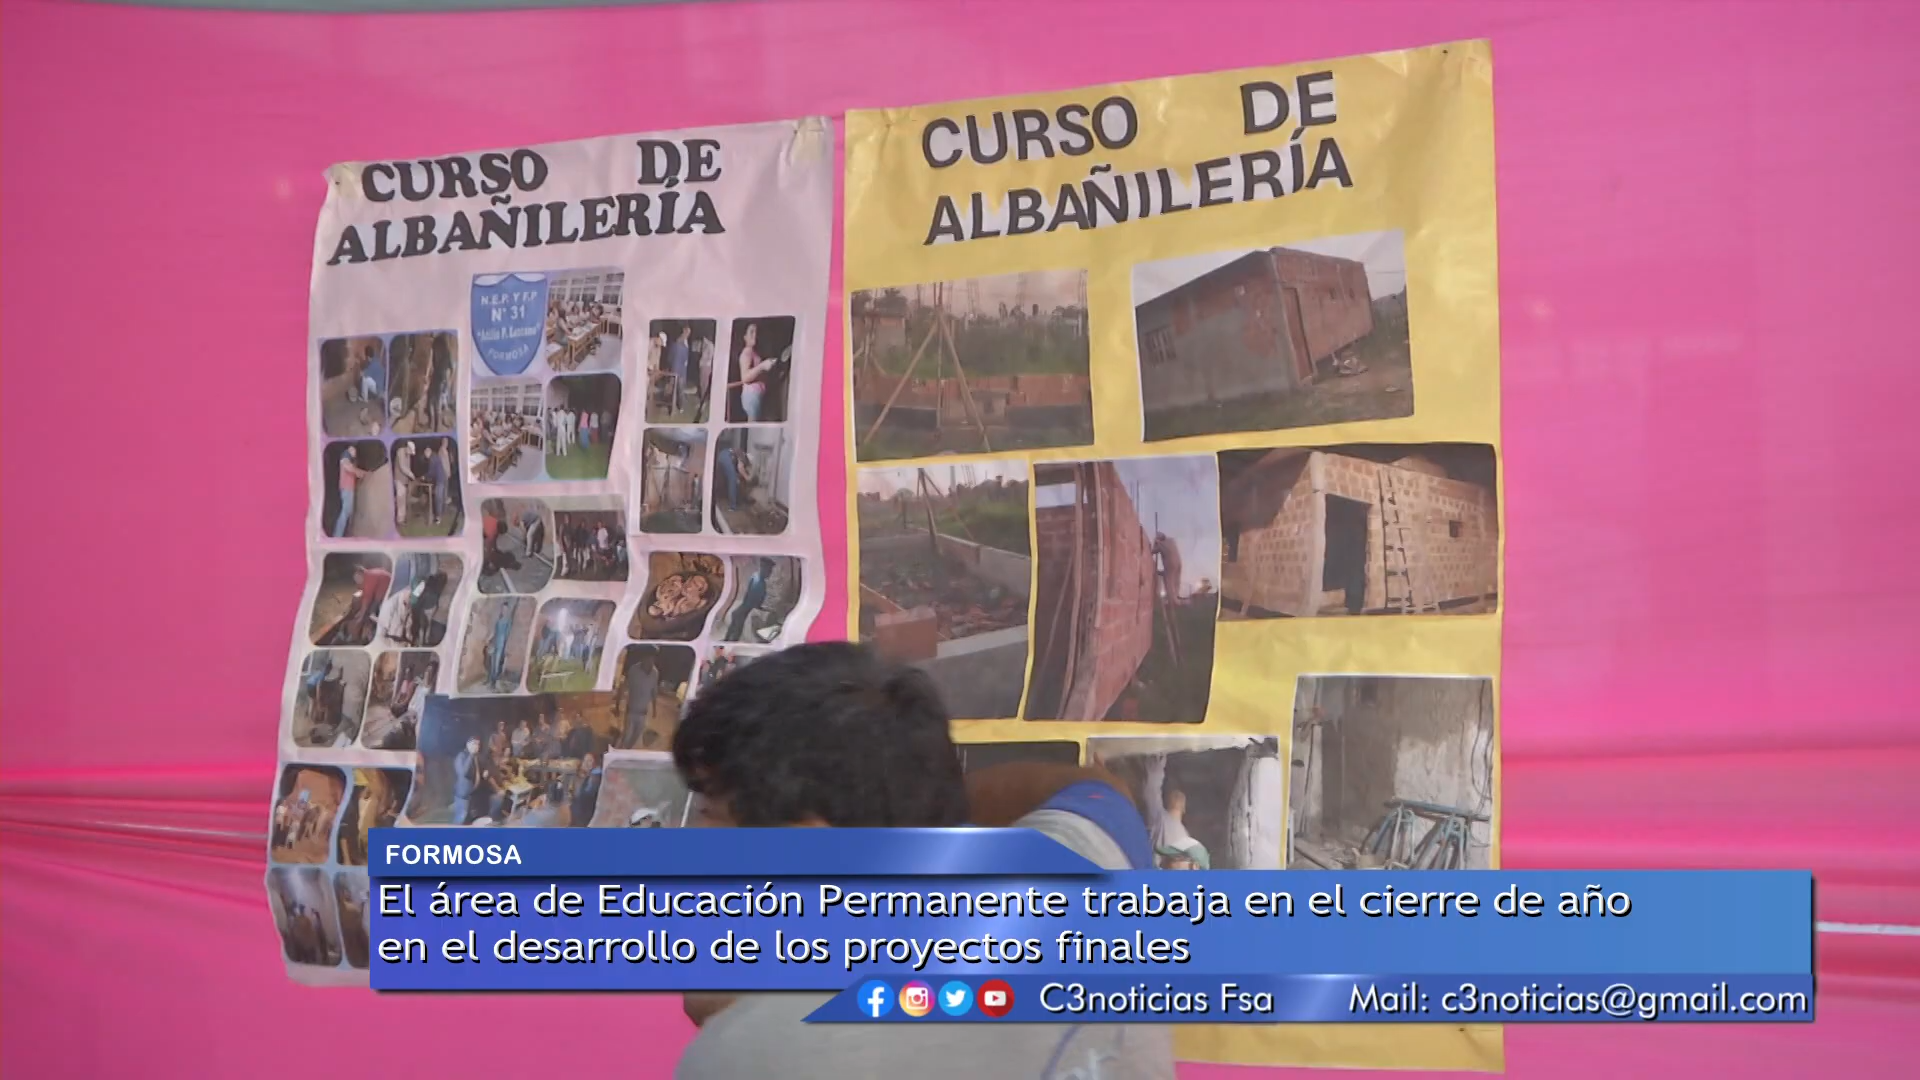 CURSO DE
ALBAÑILERÍA
N.E.P. Y F.P
N° 31
FORMOSA
CURSO DE
ALBAÑILERÍA
FORMOSA
El área de Educación Permanente trabaja en el cierre de año
en el desarrollo de los proyectos finales
C3noticias Fsa Mail: c3noticias@gmail.com